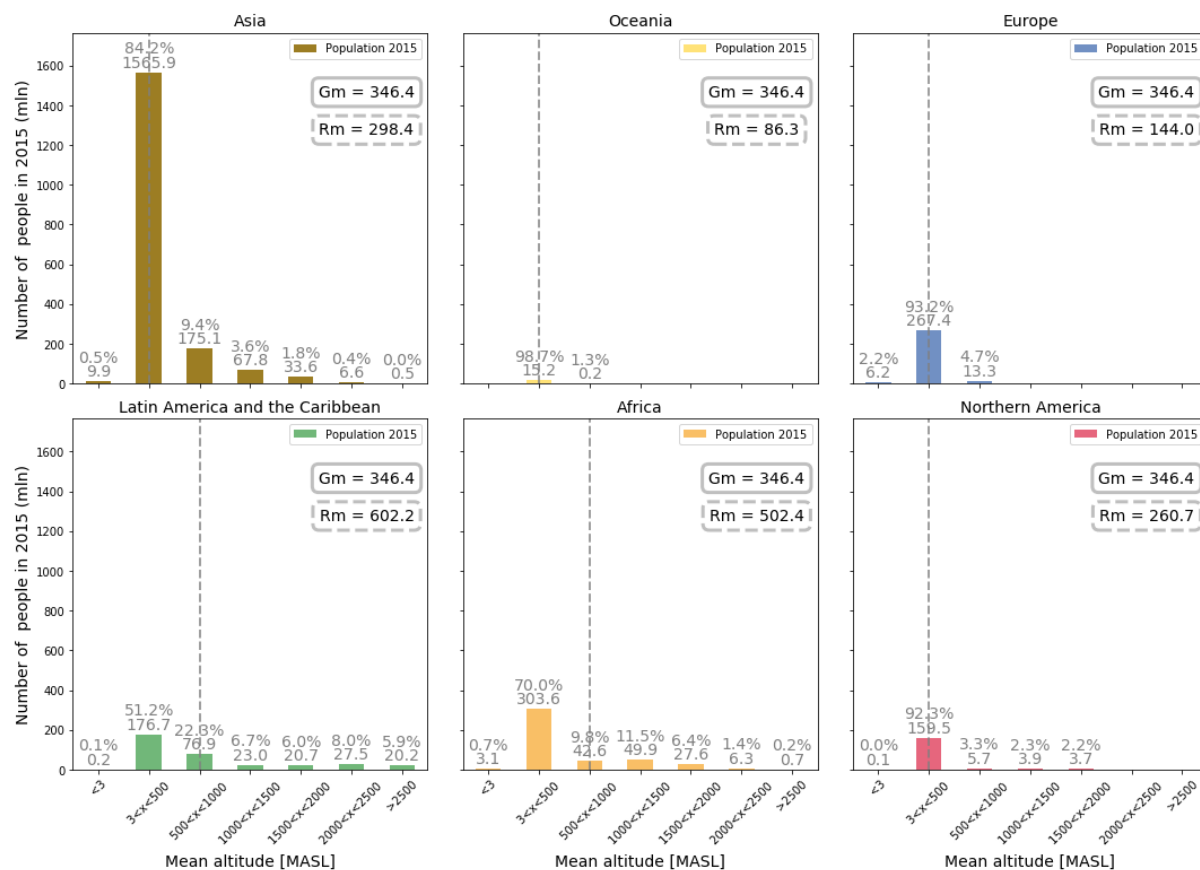 Asia
Population 2015
Gm = 346.4
Rm = 298.4
Number of  people in 2015 (mln)
1600
1400
1200
1000
800
600
400
200
0
0.5%
9.9
84.2%
1565.9
9.4%
175.1
3.6%
67.8
1.8%
33.6
0.4%
6.6
0.0%
0.5
Oceania
Population 2015
Gm = 346.4
Rm = 86.3
98.7%
15.2
1.3%
0.2
Europe
Population 2015
Gm = 346.4
Rm = 144.0
2.2%
6.2
93.2%
267.4
4.7%
13.3
Latin America and the Caribbean
Population 2015
Gm = 346.4
Rm = 602.2
Number of  people in 2015 (mln)
1600
1400
1200
1000
800
600
400
200
0
0.1%
0.2
51.2%
176.7
22.3%
76.9
6.7%
23.0
6.0%
20.7
8.0%
27.5
5.9%
20.2
<3
3<x<500
500<x<1000
1000<x<1500
1500<x<2000
2000<x<2500
>2500
Mean altitude [MASL]
Africa
Population 2015
Gm = 346.4
Rm = 502.4
0.7%
3.1
70.0%
303.6
9.8%
42.6
11.5%
49.9
6.4%
27.6
1.4%
6.3
0.2%
0.7
<3
3<x<500
500<x<1000
1000<x<1500
1500<x<2000
2000<x<2500
>2500
Mean altitude [MASL]
Northern America
Population 2015
Gm = 346.4
Rm = 260.7
0.0%
0.1
92.3%
159.5
3.3%
5.7
2.3%
3.9
2.2%
3.7
<3
3<x<500
500<x<1000
1000<x<1500
1500<x<2000
2000<x<2500
>2500
Mean altitude [MASL]